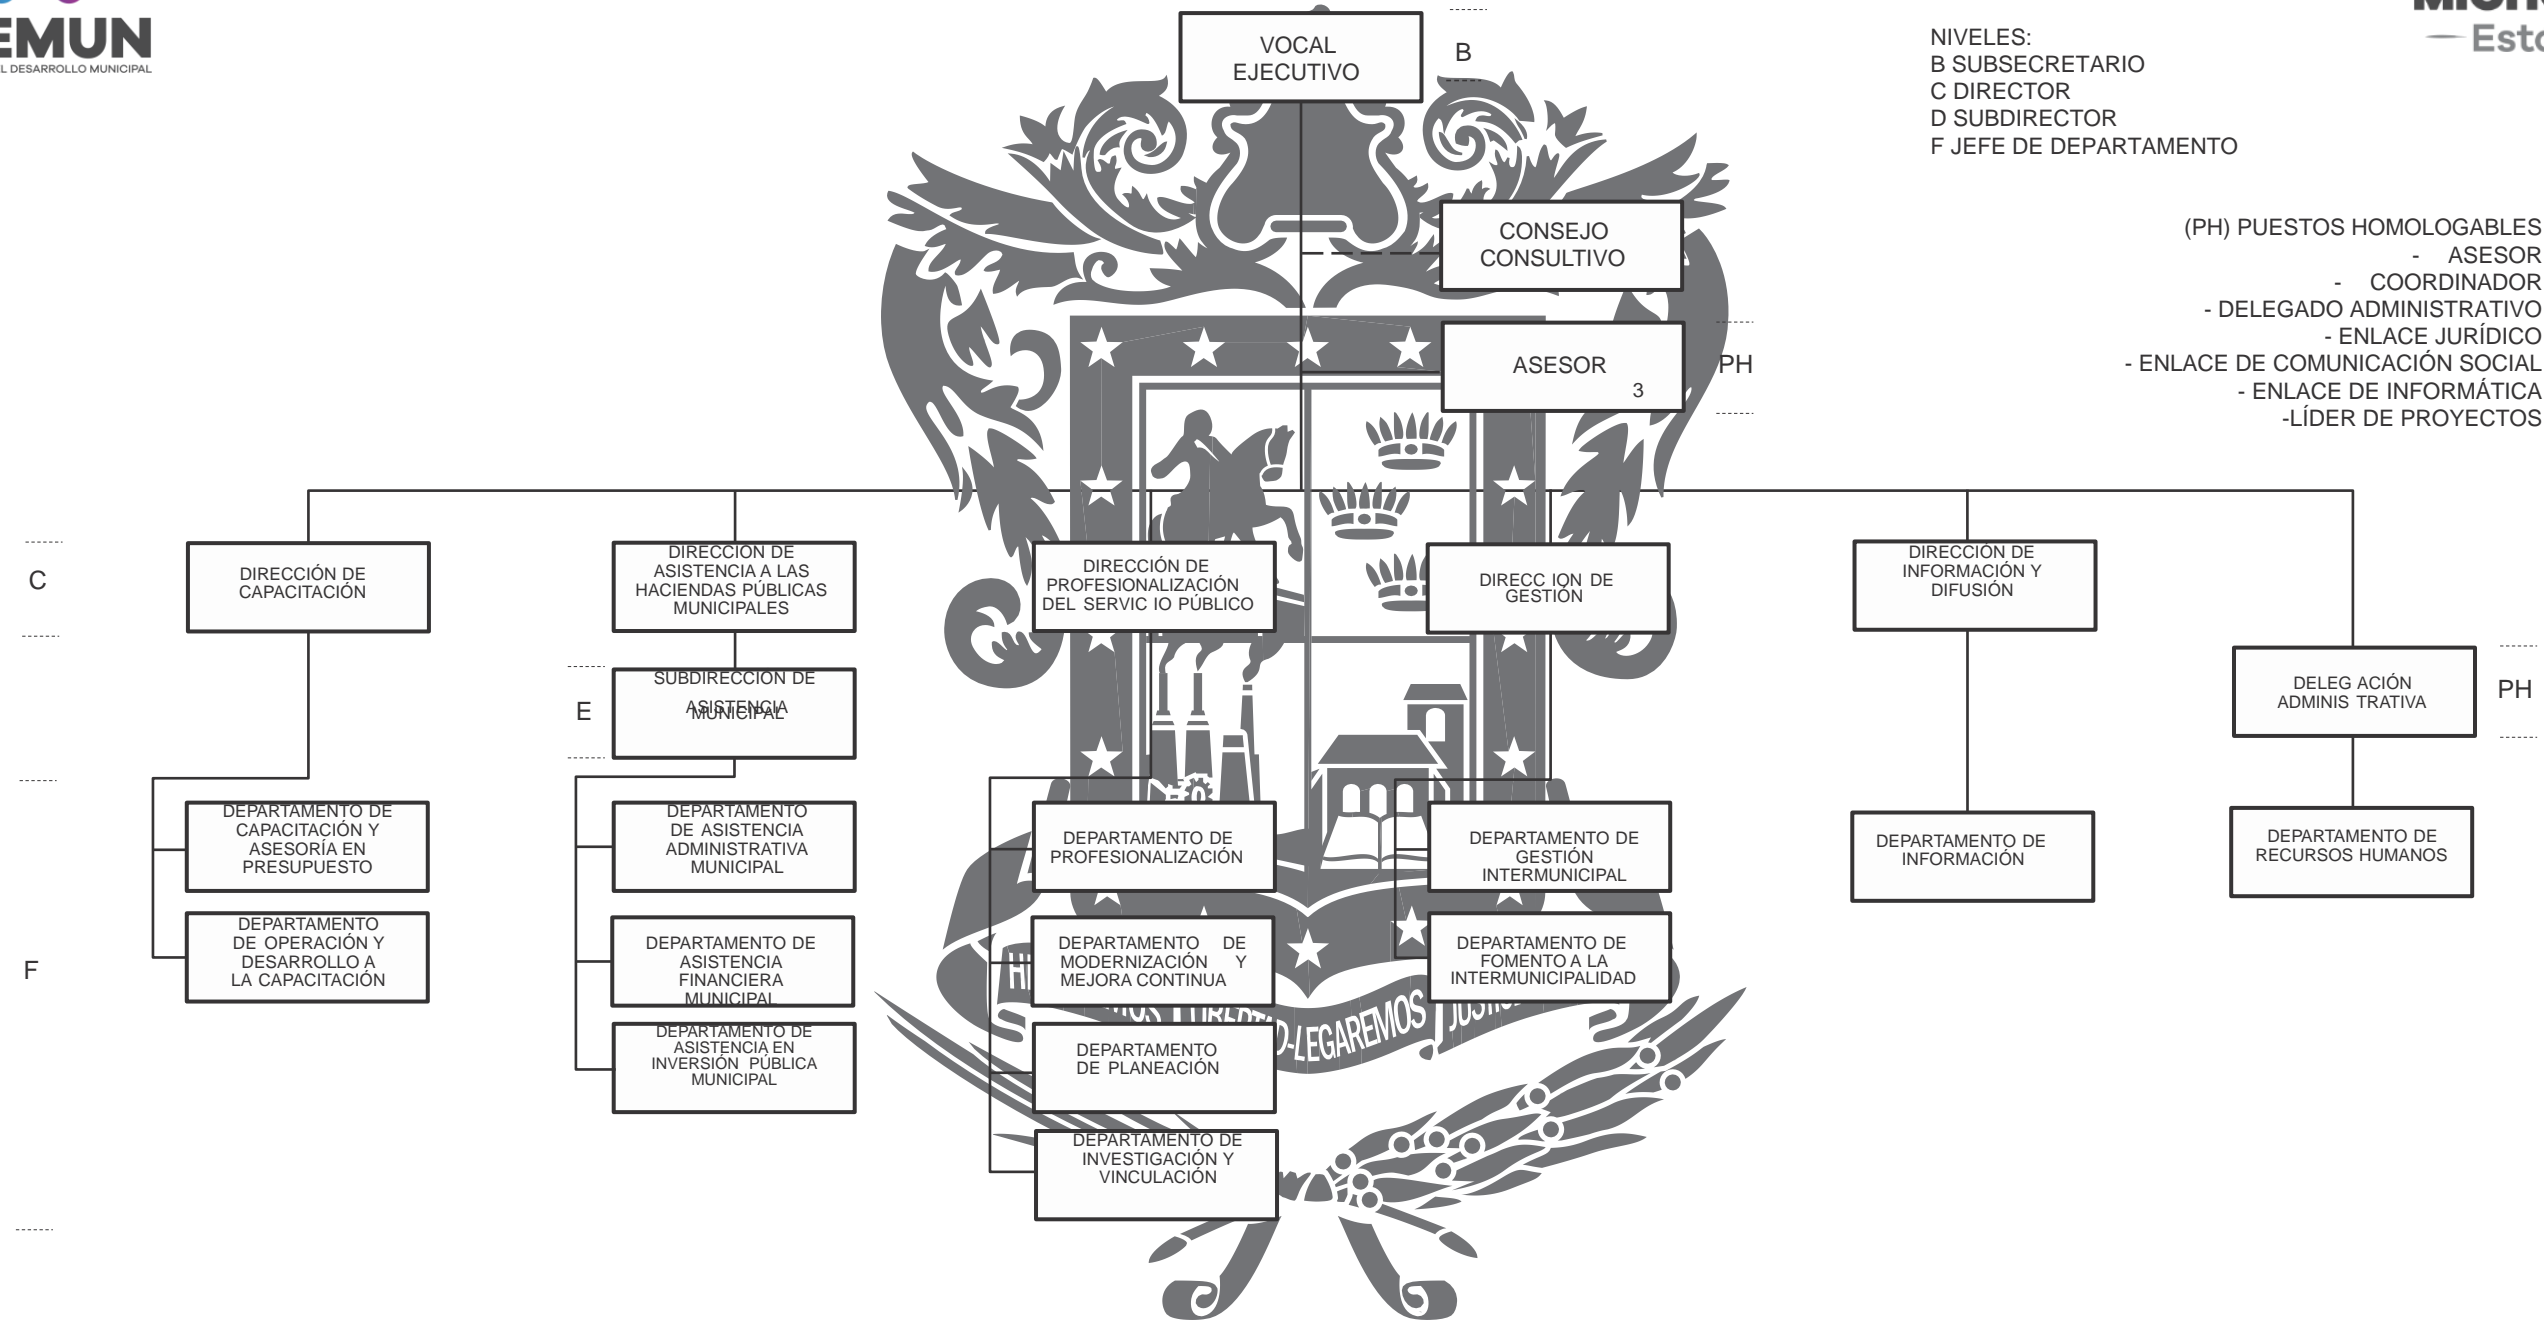 EMUN
L DESARROLLO MUNICIPAL
Esto
VOCAL
EJECUTIVO
B
NIVELES:
B SUBSECRETARIO
C DIRECTOR
D SUBDIRECTOR
F JEFE DE DEPARTAMENTO
CONSEJO
CONSULTIVO
(PH) PUESTOS HOMOLOGABLES
- ASESOR
- COORDINADOR
- DELEGADO ADMINISTRATIVO
- ENLACE JURÍDICO
- ENLACE DE COMUNICACIÓN SOCIAL
- ENLACE DE INFORMÁTICA
-LÍDER DE PROYECTOS
ASESOR
3
PH
C
DIRECCIÓN DE
CAPACITACIÓN
DIRECCIÓN DE
ASISTENCIA A LAS
HACIENDAS PÚBLICAS
MUNICIPALES
DIRECCIÓN DE
PROFESIONALIZACIÓN
DEL SERVIC IO PÚBLICO
DIRECC IÓN DE
GESTIÓN
DIRECCIÓN DE
INFORMACIÓN Y
DIFUSIÓN
E
SUBDIRECCIÓN DE
ASISTENCIA
MUNICIPAL
DELEG ACIÓN
ADMINIS TRATIVA
PH
F
DEPARTAMENTO DE
CAPACITACIÓN Y
ASESORÍA EN
PRESUPUESTO
DEPARTAMENTO
DE OPERACIÓN Y
DESARROLLO A
LA CAPACITACIÓN
DEPARTAMENTO
DE ASISTENCIA
ADMINISTRATIVA
MUNICIPAL
DEPARTAMENTO DE
ASISTENCIA
FINANCIERA
MUNICIPAL
DEPARTAMENTO DE
ASISTENCIA EN
INVERSIÓN PÚBLICA
MUNICIPAL
DEPARTAMENTO DE
PROFESIONALIZACIÓN
DEPARTAMENTO DE
MODERNIZACIÓN Y
MEJORA CONTINUA
DEPARTAMENTO
DE PLANEACIÓN
DEPARTAMENTO DE
INVESTIGACIÓN Y
VINCULACIÓN
DEPARTAMENTO DE
GESTIÓN
INTERMUNICIPAL
DEPARTAMENTO DE
FOMENTO A LA
INTERMUNICIPALIDAD
DEPARTAMENTO DE
INFORMACIÓN
DEPARTAMENTO DE
RECURSOS HUMANOS
LEGAREMOS